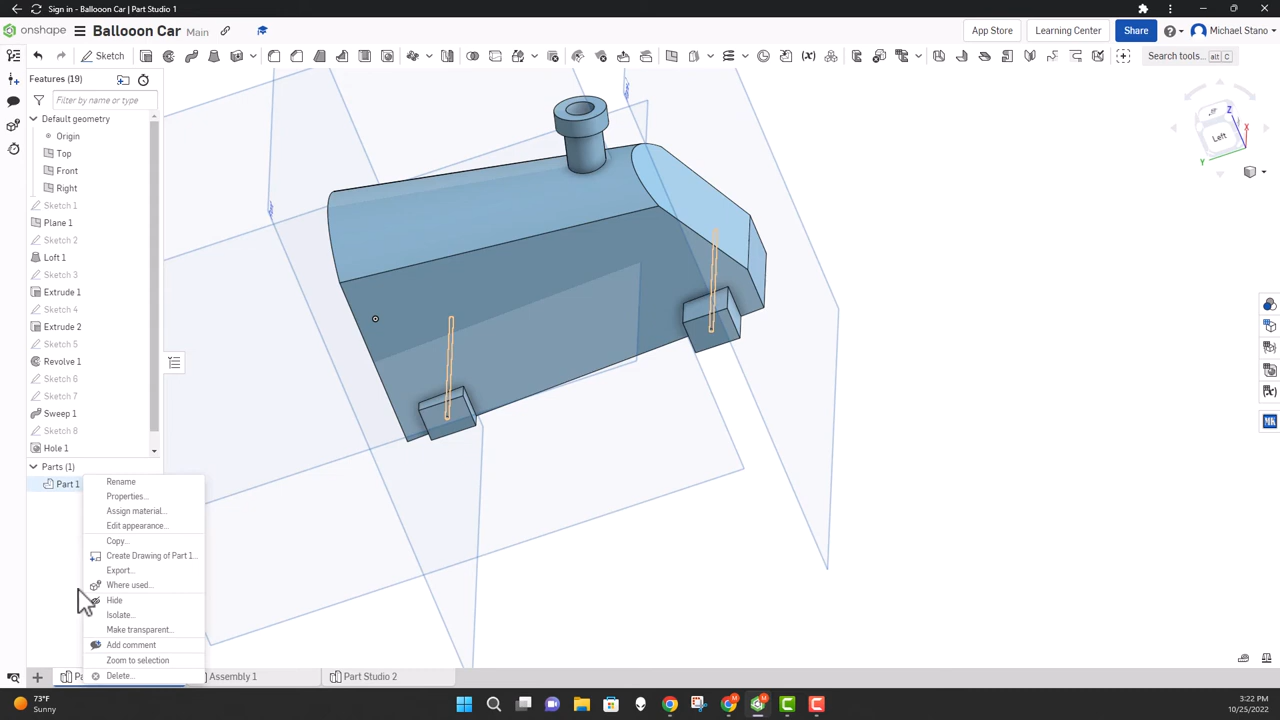 Sign in - Ballooon Car - Part Studio 1
onshape
Ballooon Car Main
App Store
Learning Center
Share
Michael Stano
Sketch
Search tools... alt C
Features (19)
Filter by name or type
Default geometry
Origin
Top
Front
Right
Sketch 1
Plane 1
Sketch 2
Loft 1
Sketch 3
Extrude 1
Sketch 4
Extrude 2
Sketch 5
Revolve 1
Sketch 6
Sketch 7
Sweep 1
Sketch 8
Hole 1
Parts (1)
Part 1
Rename
Properties...
Assign material...
Edit appearance...
Copy...
Create Drawing of Part 1...
Export...
Where used...
Hide
Isolate...
Make transparent...
Add comment
Zoom to selection
Delete...
Z
X
Left
Y
MK
Assembly 1
Part Studio 2
73°F
Sunny
3:22 PM
10/25/2022